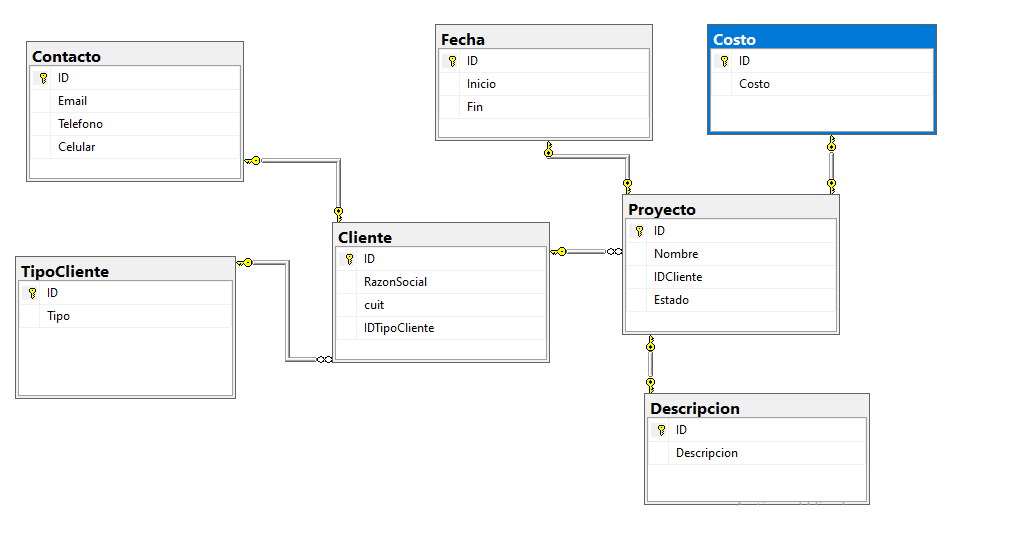 Contacto
ID
Email
Telefono
Celular
Fecha
ID
Inicio
Fin
Costo
ID
Costo
TipoCliente
ID
Tipo
Cliente
ID
RazonSocial
cuit
IDTipoCliente
Proyecto
ID
Nombre
IDCliente
Estado
Descripcion
ID
Descripcion